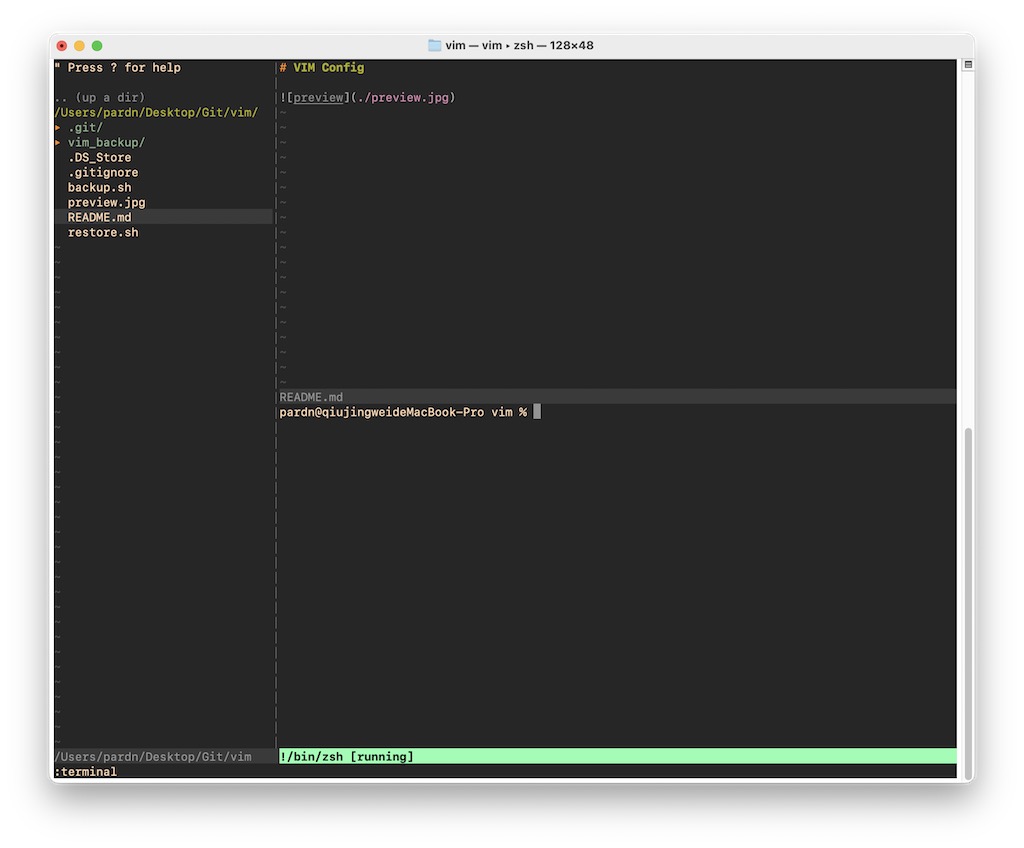 vim — vim ▸ zsh — 128×48
" Press ? for help
.. (up a dir)
/Users/pardn/Desktop/Git/vim/
▸ .git/
▸ vim_backup/
.DS_Store
.gitignore
backup.sh
preview.jpg
README.md
restore.sh
/Users/pardn/Desktop/Git/vim
# VIM Config
![preview](./preview.jpg)
README.md
pardn@qiujingweideMacBook-Pro vim %
!/bin/zsh [running]
:terminal